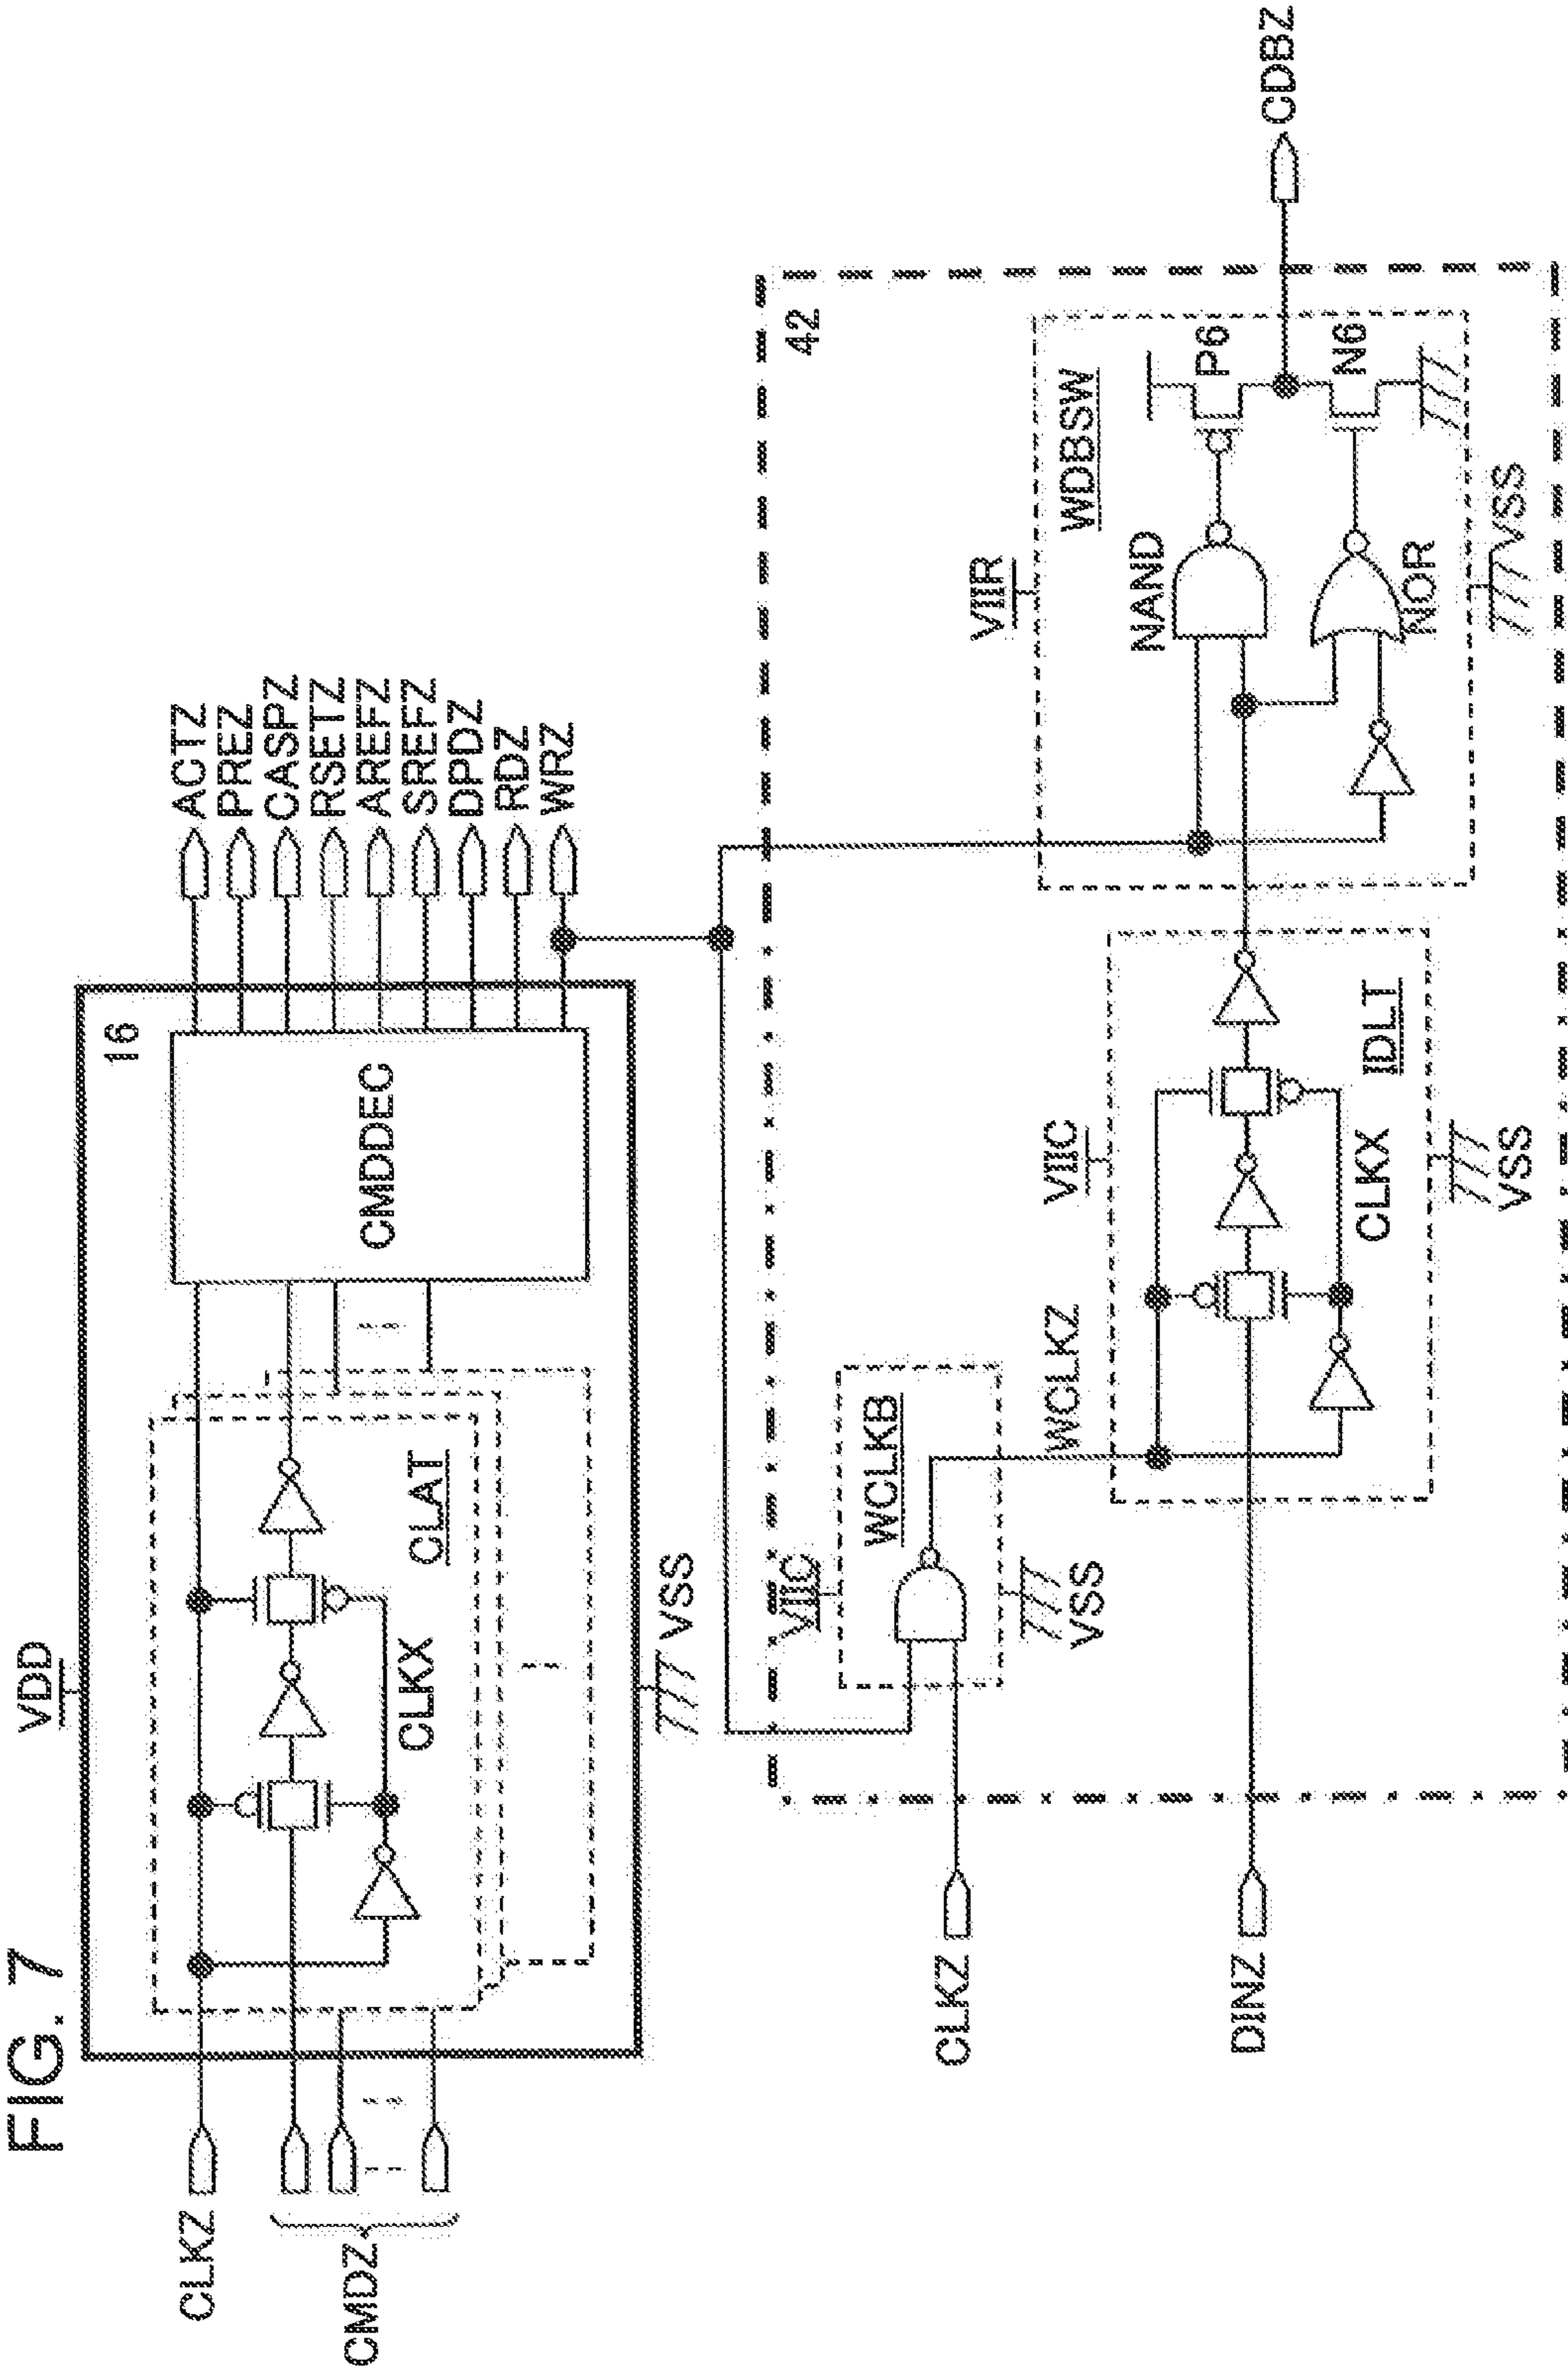 FIG. 7
VDD
16
CLKZ
CMDZ
CLKX
CLAT
CMDDEC
ACTZ
PREZ
CASPZ
RSETZ
AREFZ
SREFZ
DPDZ
RDZ
WRZ
VSS
42
CLKZ
VIIC
WCLKB
VSS
WCLKZ
DINZ
VIIC
CLKX
IDLT
VSS
VIIR
WDBSW
NAND
NOR
P6
N6
VSS
CDBZ